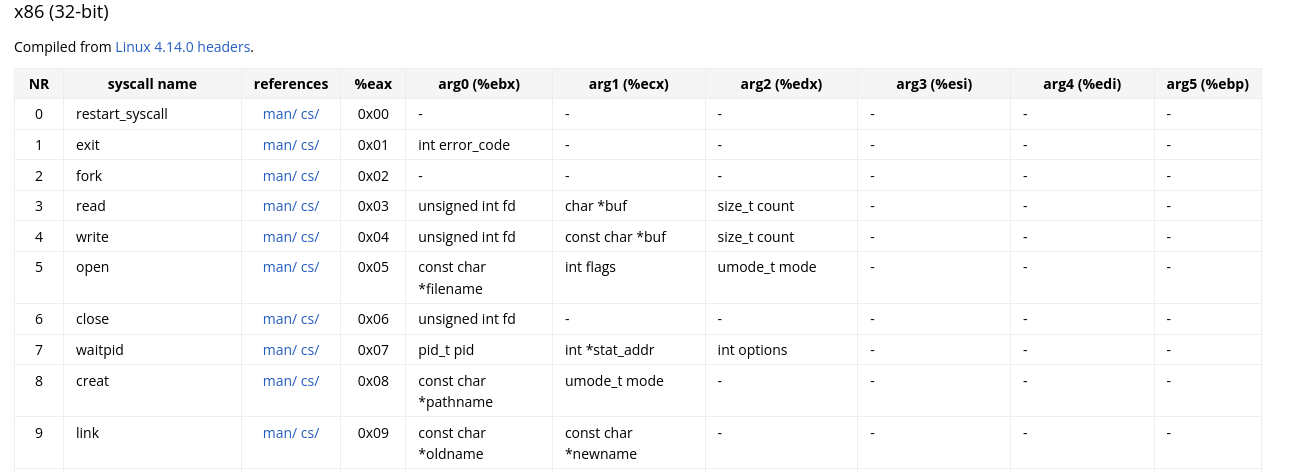 x86 (32-bit)
Compiled from Linux 4.14.0 headers.
NR syscall name references %eax arg0 (%ebx) arg1 (%ecx) arg2 (%edx) arg3 (%esi) arg4 (%edi) arg5 (%ebp)
0 restart_syscall man/ cs/ 0x00 - - - - - -
1 exit man/ cs/ 0x01 int error_code - - - - -
2 fork man/ cs/ 0x02 - - - - - -
3 read man/ cs/ 0x03 unsigned int fd char *buf size_t count - - -
4 write man/ cs/ 0x04 unsigned int fd const char *buf size_t count - - -
5 open man/ cs/ 0x05 const char int flags umode_t mode - - -
*filename
6 close man/ cs/ 0x06 unsigned int fd - - - - -
7 waitpid man/ cs/ 0x07 pid_t pid int *stat_addr int options - - -
8 creat man/ cs/ 0x08 const char umode_t mode - - - -
*pathname
9 link man/ cs/ 0x09 const char const char - - - -
*oldname *newname